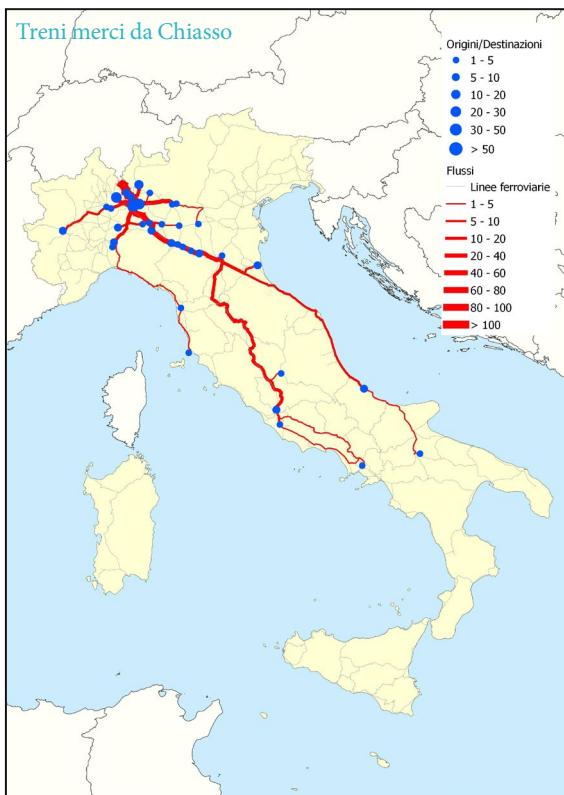 Treni merci da Chiasso
Origini/Destinazioni
1 - 5
5 - 10
10 - 20
20 - 30
30 - 50
> 50
Flussi
Linee ferroviarie
1 - 5
5 - 10
10 - 20
20 - 40
40 - 60
60 - 80
80 - 100
> 100